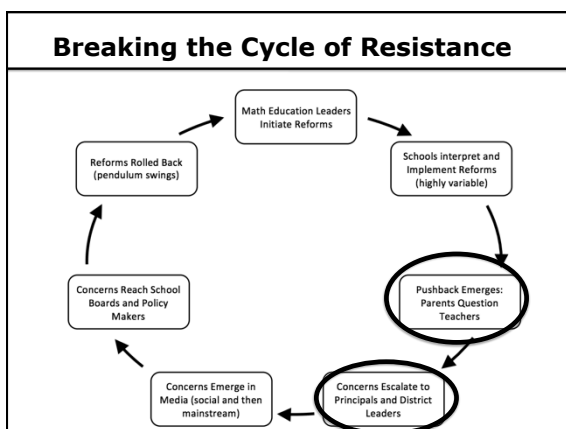 Breaking the Cycle of Resistance
Math Education Leaders
Initiate Reforms
Schools interpret and
Implement Reforms
(highly variable)
Pushback Emerges:
Parents Question
Teachers
Concerns Escalate to
Principals and District
Leaders
Concerns Emerge in
Media (social and then
mainstream)
Concerns Reach School
Boards and Policy
Makers
Reforms Rolled Back
(pendulum swings)